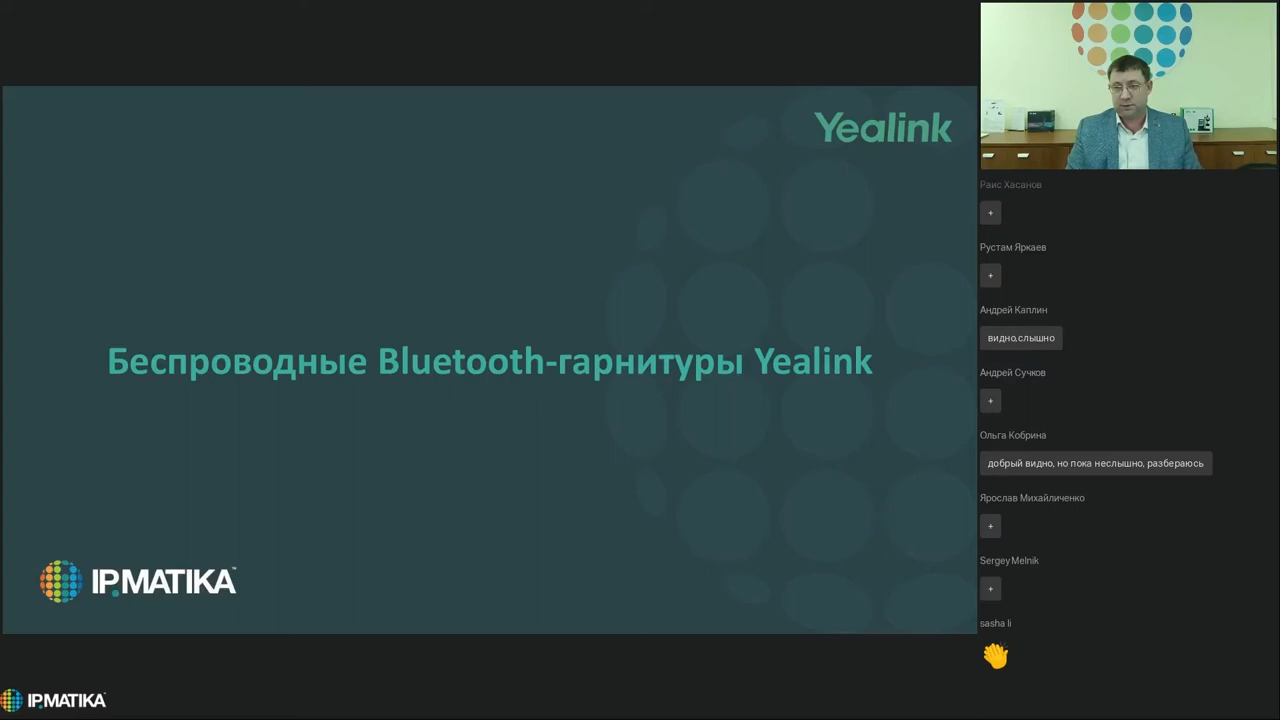 Yealink
Беспроводные Bluetooth-гарнитуры Yealink
IPMATIKA™
IPMATIKA
Раис Хасанов
+
Рустам Яркаев
+
Андрей Каплин
видно,слышно
Андрей Сучков
+
Ольга Кобрина
добрый видно, но пока неслышно, разбераюсь
Ярослав Михайличенко
+
Sergey Melnik
+
sasha li